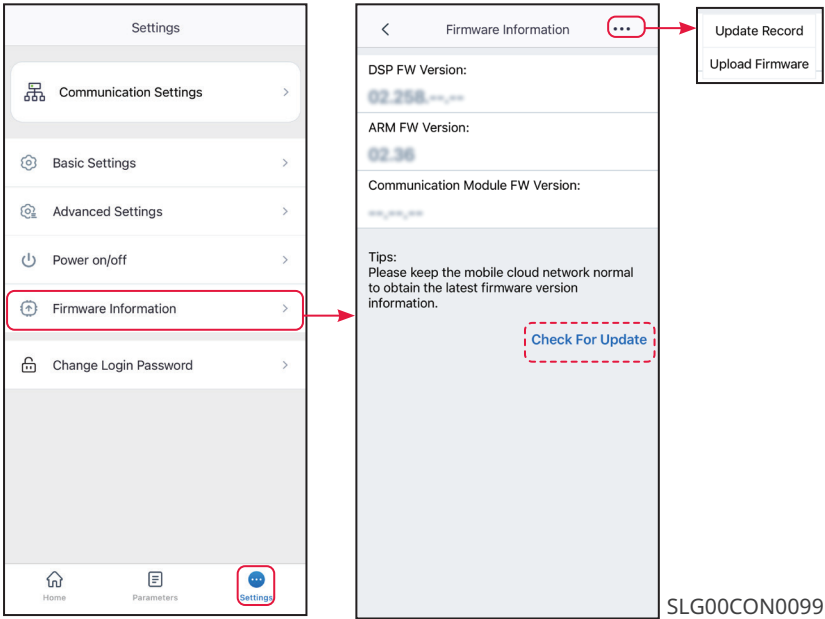 Settings
Communication Settings
Basic Settings
Advanced Settings
Power on/off
Firmware Information
Change Login Password
Home
Parameters
Settings
Firmware Information
DSP FW Version:
02.258.--.--
ARM FW Version:
02.36
Communication Module FW Version:
Tips:
Please keep the mobile cloud network normal
to obtain the latest firmware version
information.
Check For Update
Update Record
Upload Firmware
SLG00CON0099